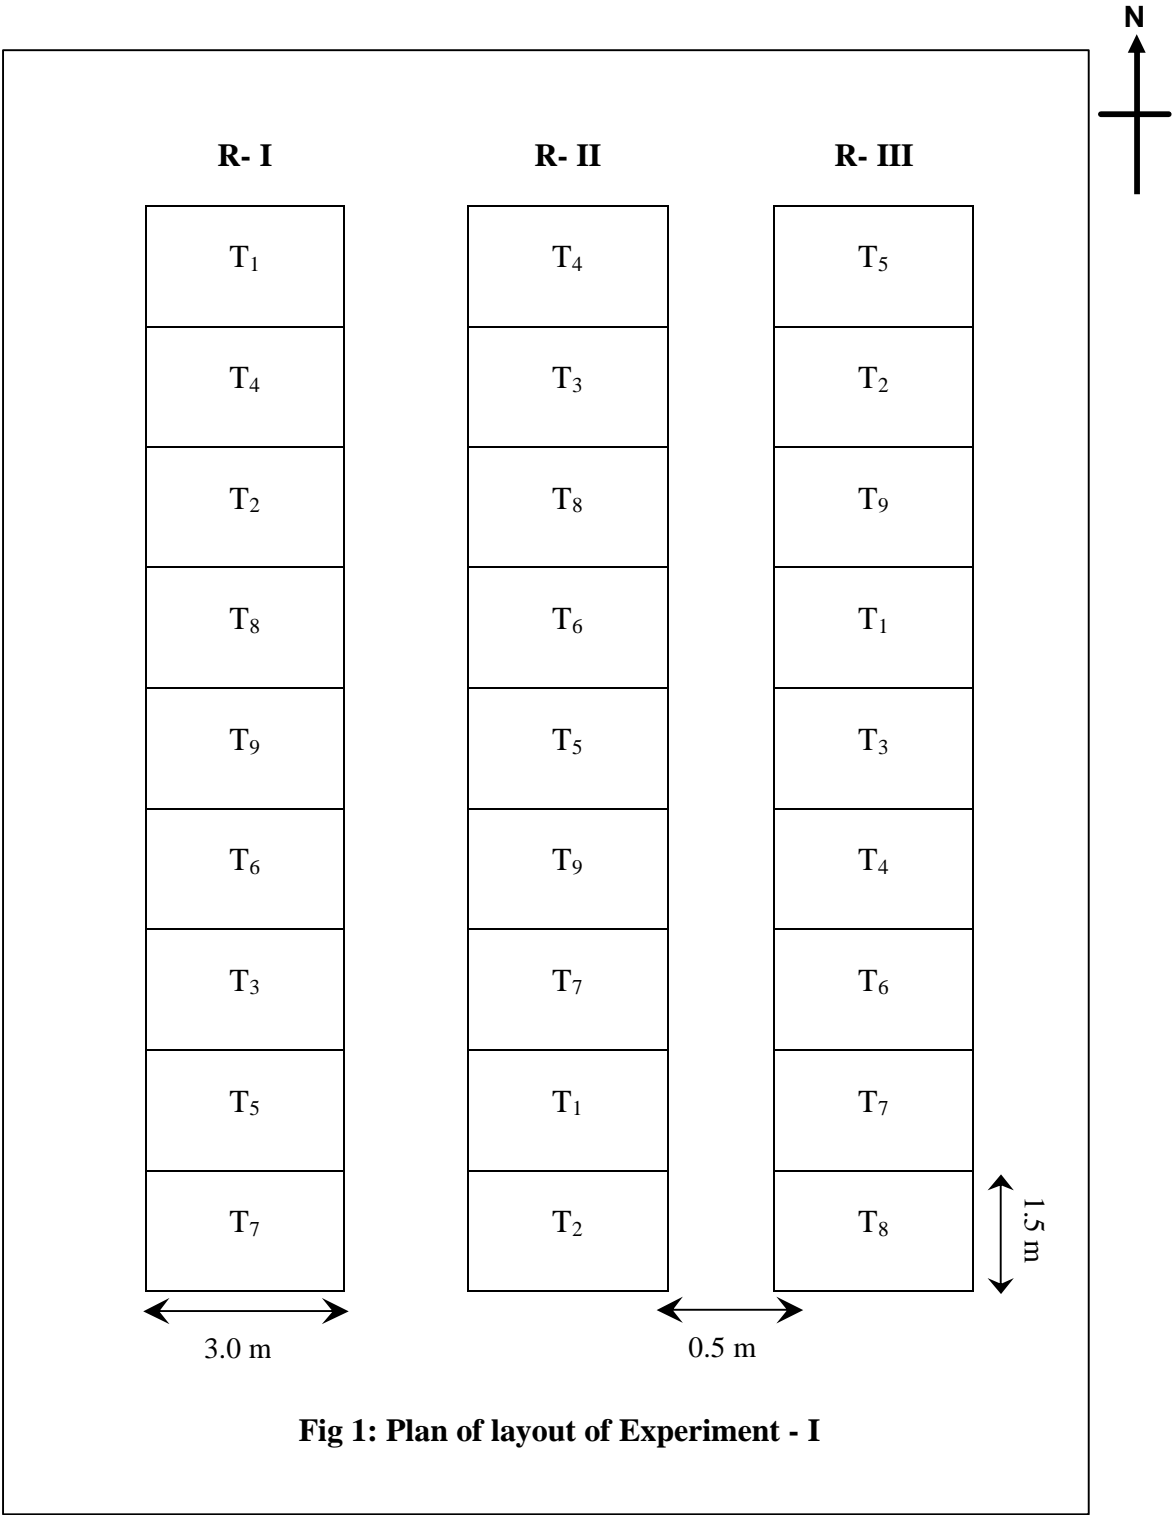 N
R- I R- II R- III
T₁ T₄ T₅
T₄ T₃ T₂
T₂ T₈ T₉
T₈ T₆ T₁
T₉ T₅ T₃
T₆ T₉ T₄
T₃ T₇ T₆
T₅ T₁ T₇
T₇ T₂ T₈
1.5 m
3.0 m 0.5 m
Fig 1: Plan of layout of Experiment - I